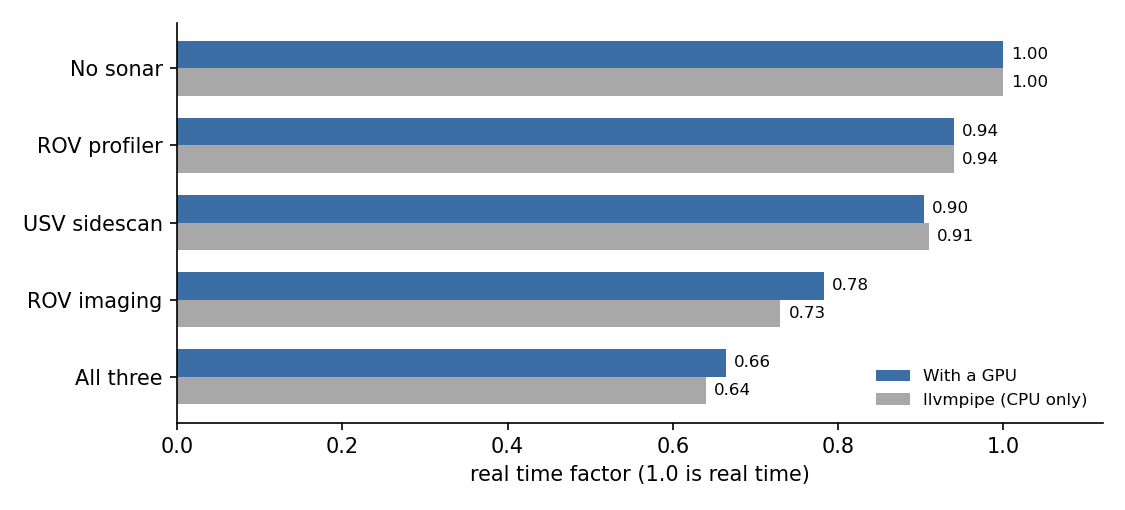 No sonar
1.00
1.00
ROV profiler
0.94
0.94
USV sidescan
0.90
0.91
ROV imaging
0.78
0.73
All three
0.66
0.64
With a GPU
llvmpipe (CPU only)
0.0 0.2 0.4 0.6 0.8 1.0
real time factor (1.0 is real time)